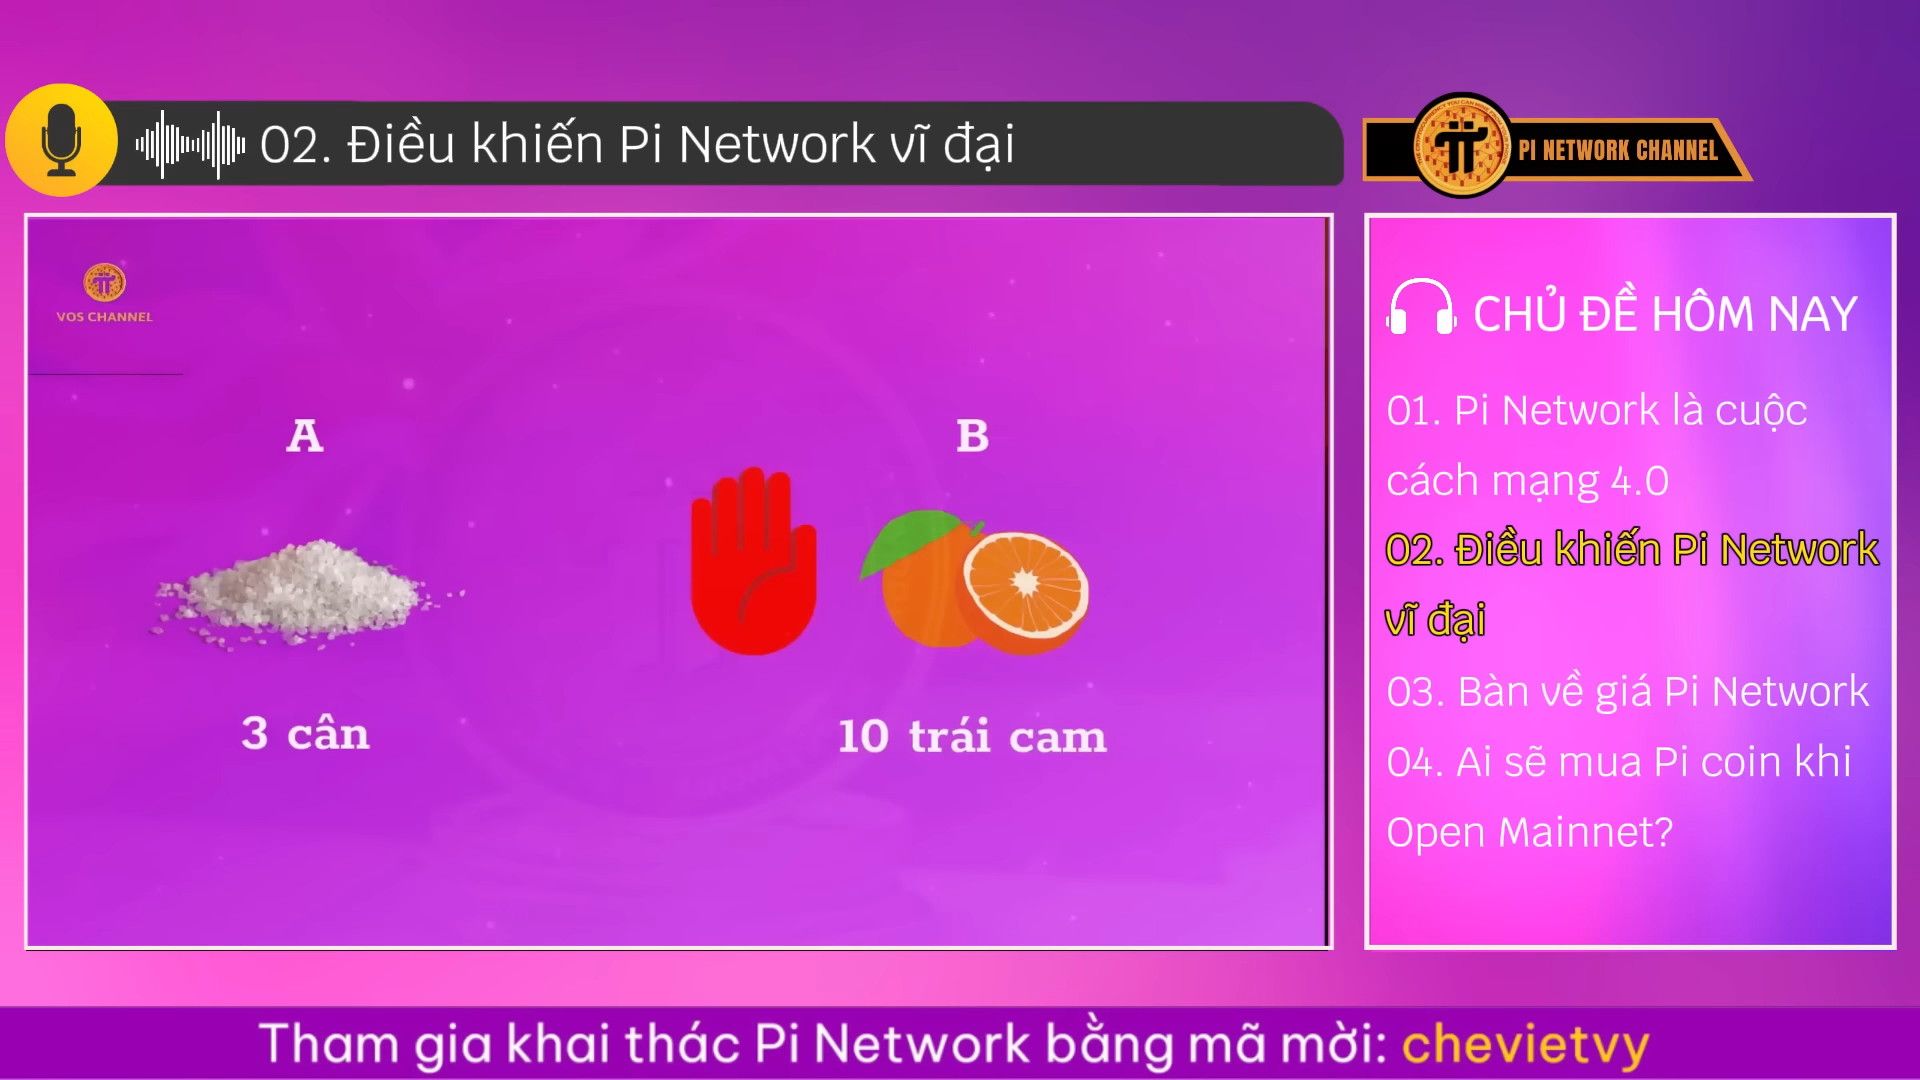 02. Điều khiến Pi Network vĩ đại
PI NETWORK CHANNEL
VOS CHANNEL
A
B
3 cân
10 trái cam
CHỦ ĐỀ HÔM NAY
01. Pi Network là cuộc
cách mạng 4.0
02. Điều khiến Pi Network
vĩ đại
03. Bàn về giá Pi Network
04. Ai sẽ mua Pi coin khi
Open Mainnet?
Tham gia khai thác Pi Network bằng mã mời: chevietvy